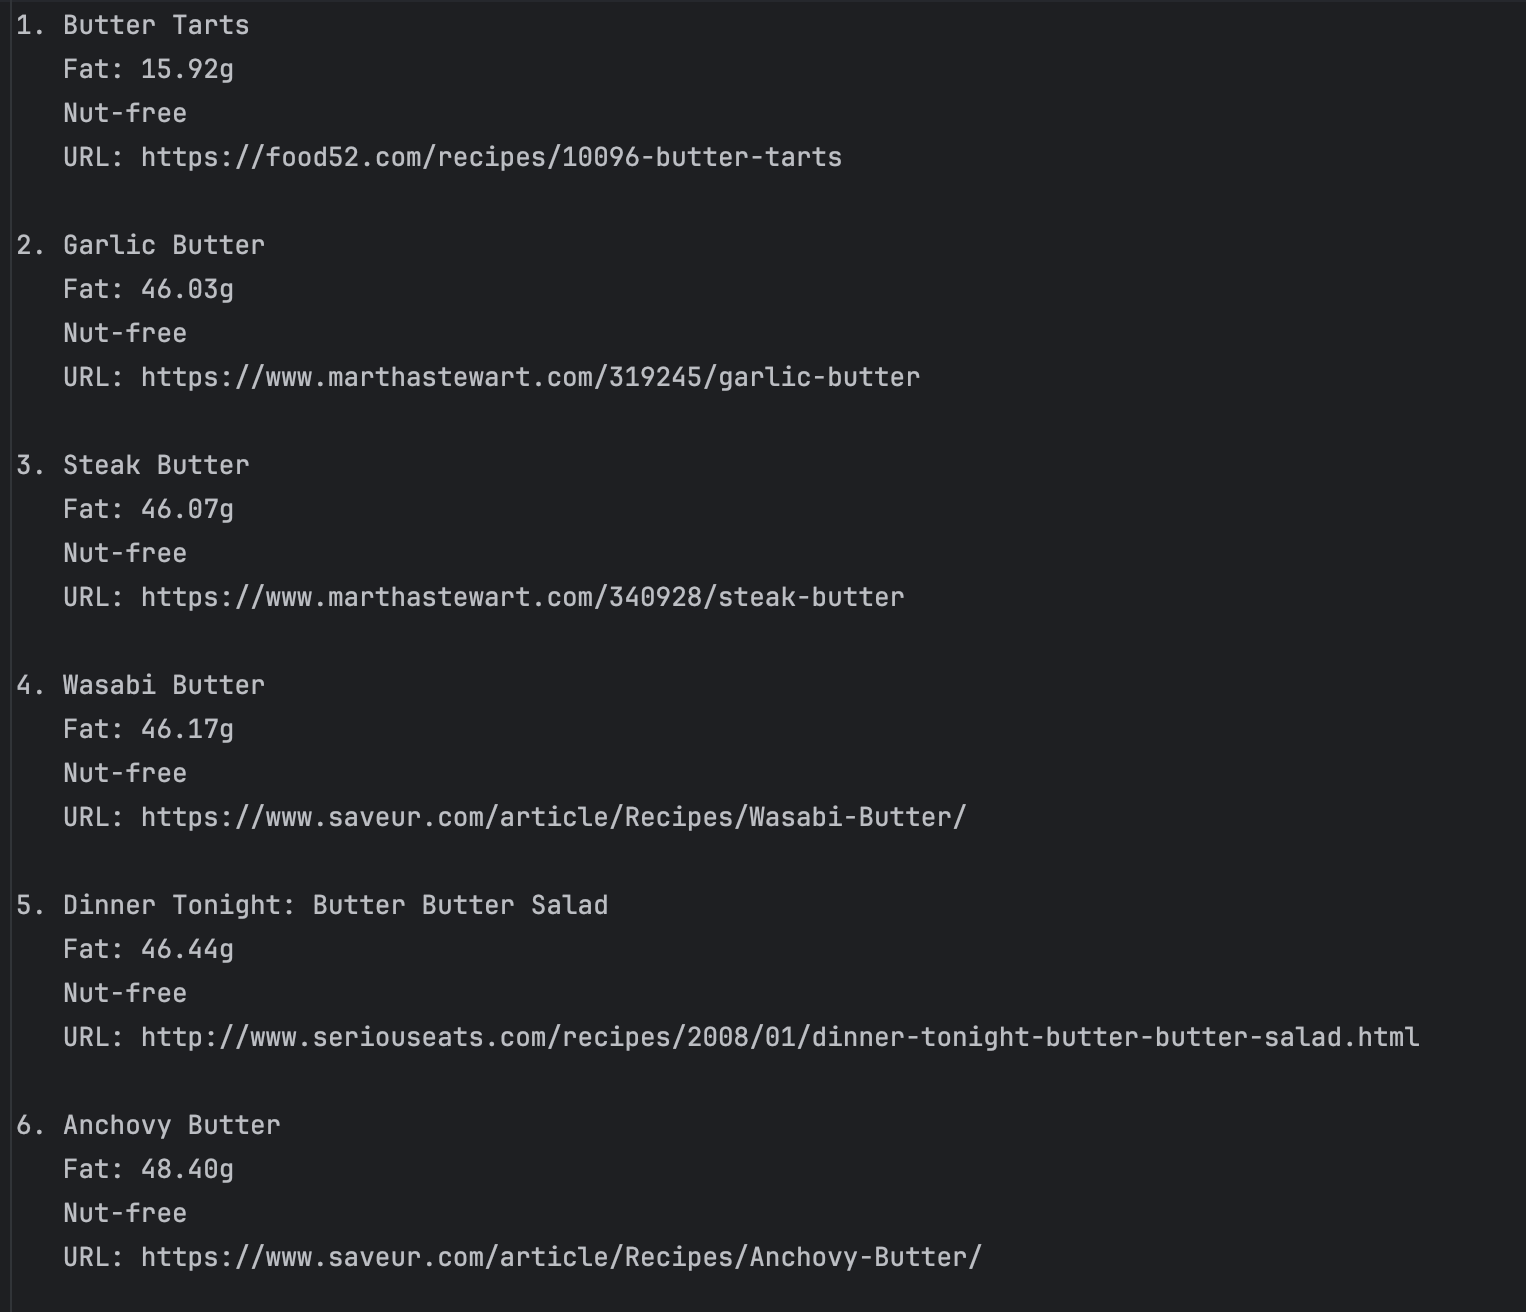 1. Butter Tarts
Fat: 15.92g
Nut-free
URL: https://food52.com/recipes/10096-butter-tarts
2. Garlic Butter
Fat: 46.03g
Nut-free
URL: https://www.marthastewart.com/319245/garlic-butter
3. Steak Butter
Fat: 46.07g
Nut-free
URL: https://www.marthastewart.com/340928/steak-butter
4. Wasabi Butter
Fat: 46.17g
Nut-free
URL: https://www.saveur.com/article/Recipes/Wasabi-Butter/
5. Dinner Tonight: Butter Butter Salad
Fat: 46.44g
Nut-free
URL: http://www.seriouseats.com/recipes/2008/01/dinner-tonight-butter-butter-salad.html
6. Anchovy Butter
Fat: 48.40g
Nut-free
URL: https://www.saveur.com/article/Recipes/Anchovy-Butter/